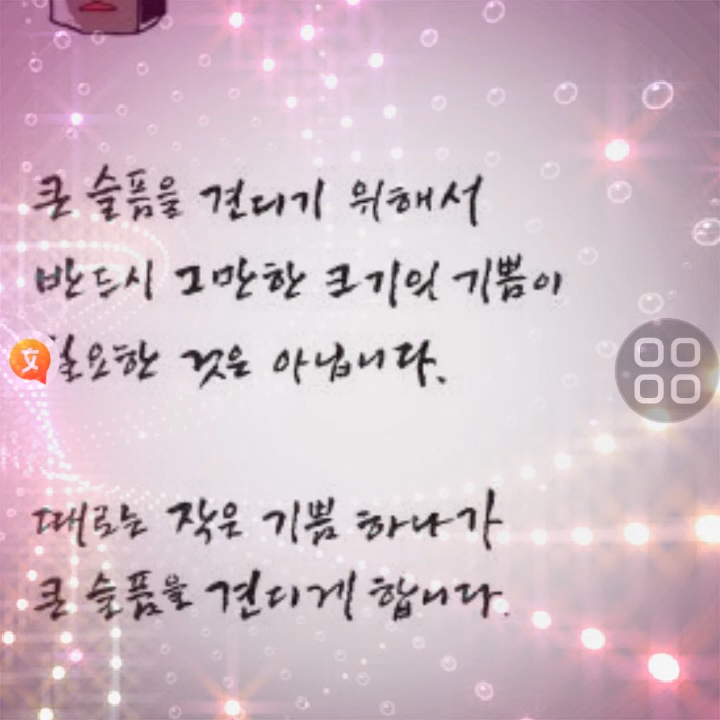 큰 슬픔을 견디기 위해서
반드시 그만한 크기의 기쁨이
필요한 것은 아닙니다.
때로는 작은 기쁨 하나가
큰 슬픔을 견디게 합니다.